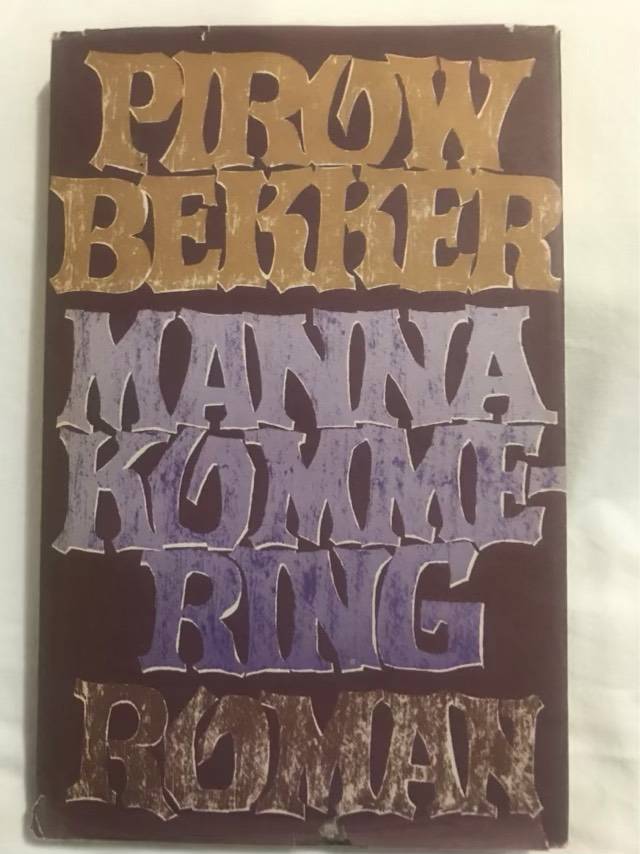 PIROW
BEKKER
MANNA
KOMME-
RING
ROMAN